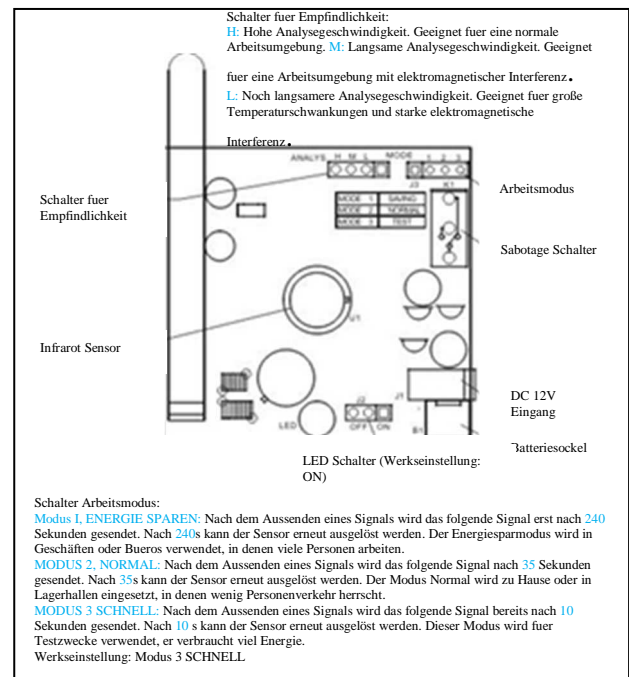 Schalter fuer Empfindlichkeit:
H: Hohe Analysegeschwindigkeit. Geeignet fuer eine normale
Arbeitsumgebung. M: Langsame Analysegeschwindigkeit. Geeignet
fuer eine Arbeitsumgebung mit elektromagnetischer Interferenz.
L: Noch langsamere Analysegeschwindigkeit. Geeignet fuer große
Temperaturschwankungen und starke elektromagnetische
Interferenz.
ANALYS H M L MODE 1 2 3
J3 K1
Schalter fuer
Empfindlichkeit
Arbeitsmodus
MODE 1 SAVING
MODE 2 NORMAL
MODE 3 TEST
Sabotage Schalter
U1
Infrarot Sensor
J2 J1
DC 12V
Eingang
LED OFF ON B1
Batteriesockel
LED Schalter (Werkseinstellung:
ON)
Schalter Arbeitsmodus:
Modus I, ENERGIE SPAREN: Nach dem Aussenden eines Signals wird das folgende Signal erst nach 240
Sekunden gesendet. Nach 240s kann der Sensor erneut ausgelöst werden. Der Energiesparmodus wird in
Geschäften oder Bueros verwendet, in denen viele Personen arbeiten.
MODUS 2, NORMAL: Nach dem Aussenden eines Signals wird das folgende Signal nach 35 Sekunden
gesendet. Nach 35s kann der Sensor erneut ausgelöst werden. Der Modus Normal wird zu Hause oder in
Lagerhallen eingesetzt, in denen wenig Personenverkehr herrscht.
MODUS 3 SCHNELL: Nach dem Aussenden eines Signals wird das folgende Signal bereits nach 10
Sekunden gesendet. Nach 10 s kann der Sensor erneut ausgelöst werden. Dieser Modus wird fuer
Testzwecke verwendet, er verbraucht viel Energie.
Werkseinstellung: Modus 3 SCHNELL